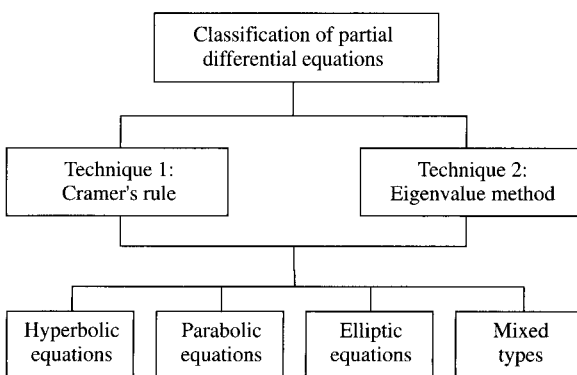 Classification of partial
differential equations
Technique 1:
Cramer's rule
Technique 2:
Eigenvalue method
Hyperbolic
equations
Parabolic
equations
Elliptic
equations
Mixed
types